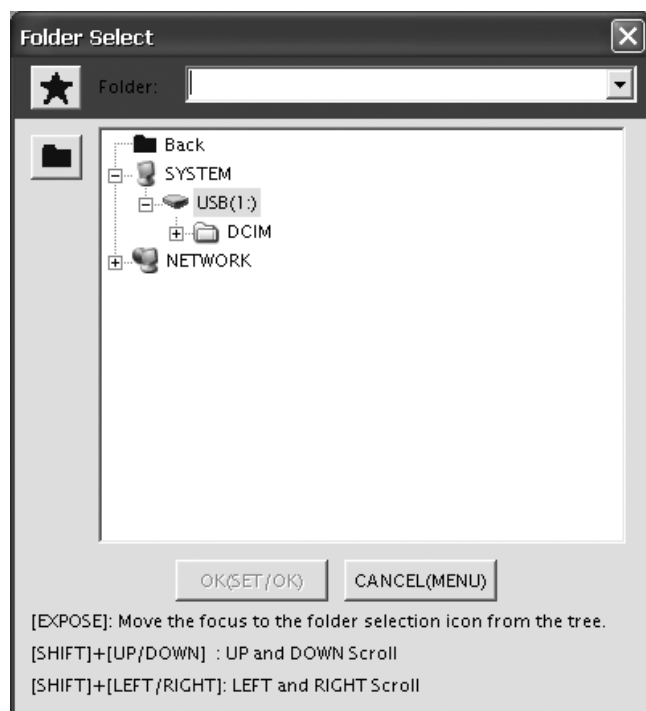 Folder Select
Folder:
Back
SYSTEM
USB(1:)
DCIM
NETWORK
OK(SET/OK) CANCEL(MENU)
[EXPOSE]: Move the focus to the folder selection icon from the tree.
[SHIFT]+[UP/DOWN] : UP and DOWN Scroll
[SHIFT]+[LEFT/RIGHT]: LEFT and RIGHT Scroll